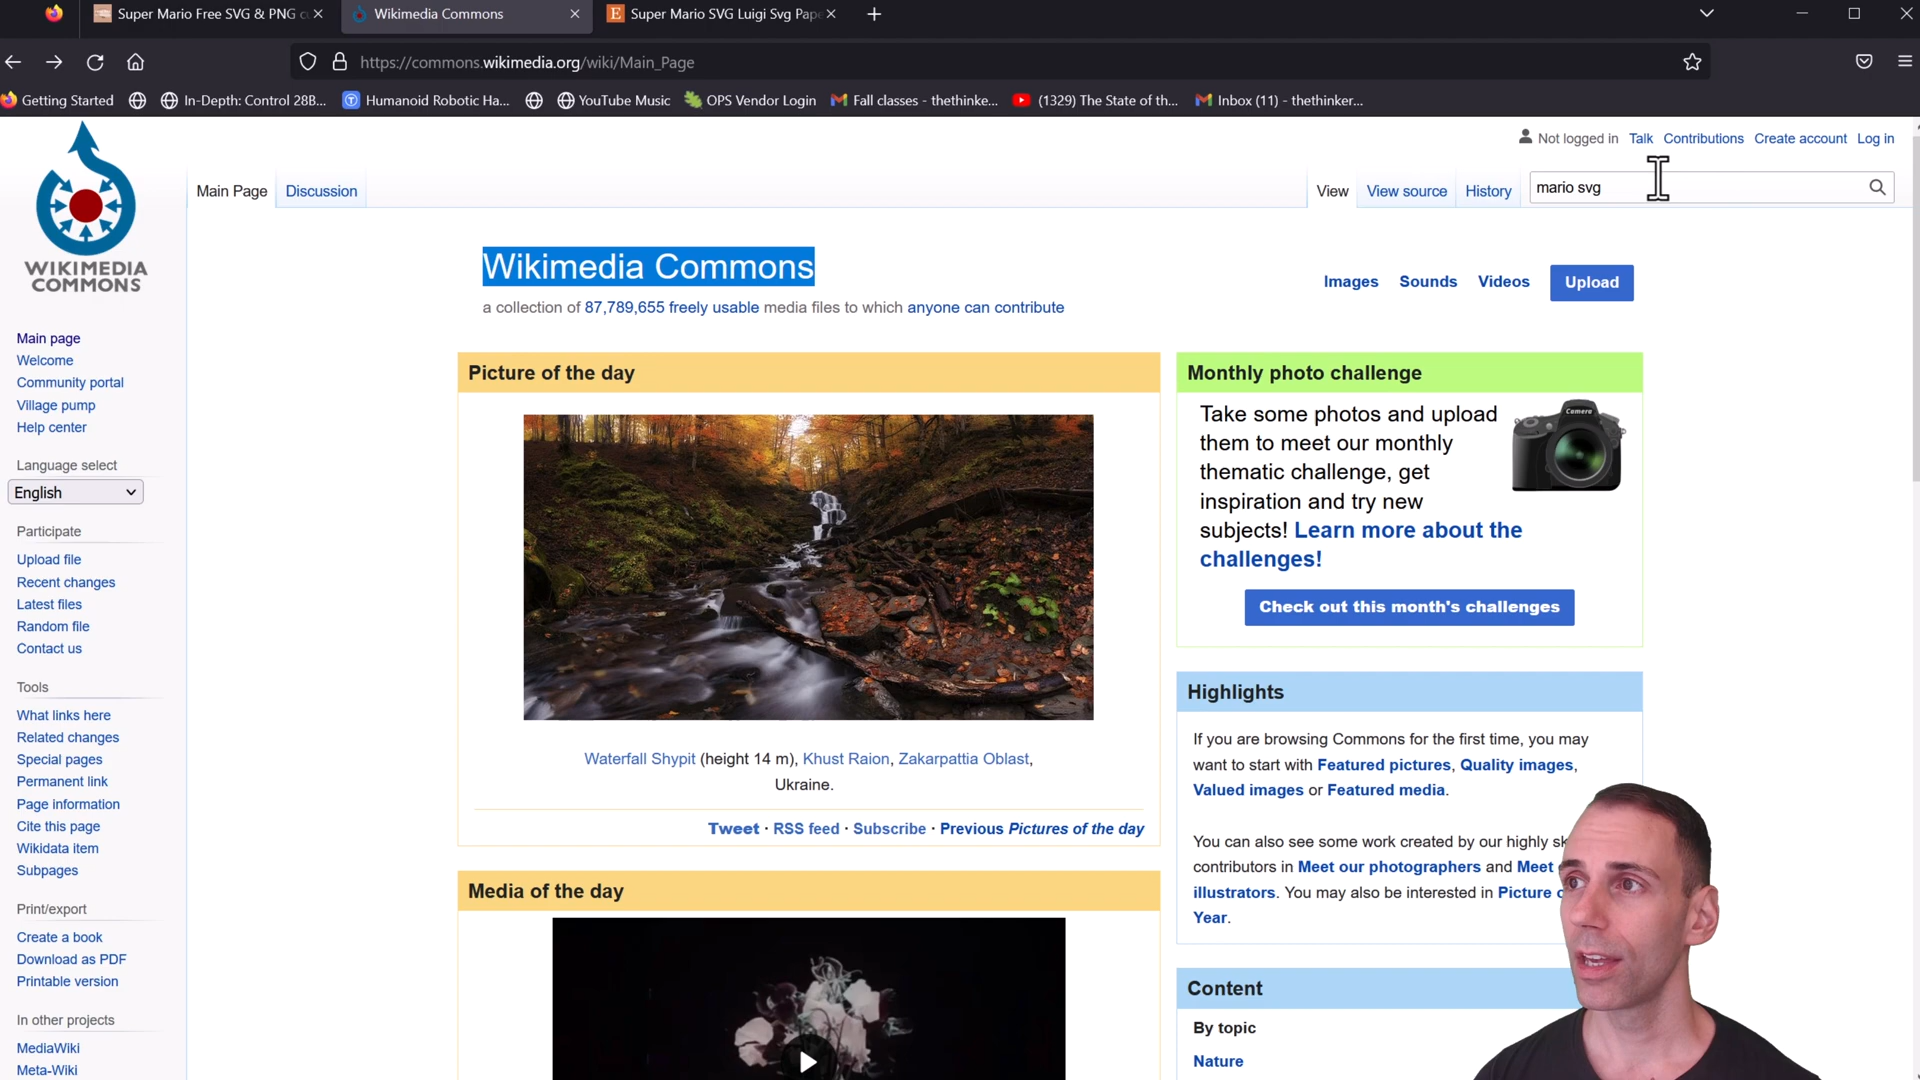 Super Mario Free SVG & PNG c
Wikimedia Commons
Super Mario SVG Luigi Svg Pape
https://commons.wikimedia.org/wiki/Main_Page
Getting Started
In-Depth: Control 28B...
Humanoid Robotic Ha...
YouTube Music
OPS Vendor Login
Fall classes - thethinke...
(1329) The State of th...
Inbox (11) - thethinker...
Not logged in Talk Contributions Create account Log in
Main Page Discussion View View source History mario svg
WIKIMEDIA
COMMONS
Main page
Welcome
Community portal
Village pump
Help center
Language select
English
Participate
Upload file
Recent changes
Latest files
Random file
Contact us
Tools
What links here
Related changes
Special pages
Permanent link
Page information
Cite this page
Wikidata item
Subpages
Print/export
Create a book
Download as PDF
Printable version
In other projects
MediaWiki
Meta-Wiki
Wikimedia Commons
a collection of 87,789,655 freely usable media files to which anyone can contribute
Images Sounds Videos Upload
Picture of the day
Waterfall Shypit (height 14 m), Khust Raion, Zakarpattia Oblast,
Ukraine.
Tweet · RSS feed · Subscribe · Previous Pictures of the day
Media of the day
Monthly photo challenge
Take some photos and upload
them to meet our monthly
thematic challenge, get
inspiration and try new
subjects! Learn more about the
challenges!
Camera
Check out this month's challenges
Highlights
If you are browsing Commons for the first time, you may
want to start with Featured pictures, Quality images,
Valued images or Featured media.
You can also see some work created by our highly sk
contributors in Meet our photographers and Meet
illustrators. You may also be interested in Picture o
Year.
Content
By topic
Nature